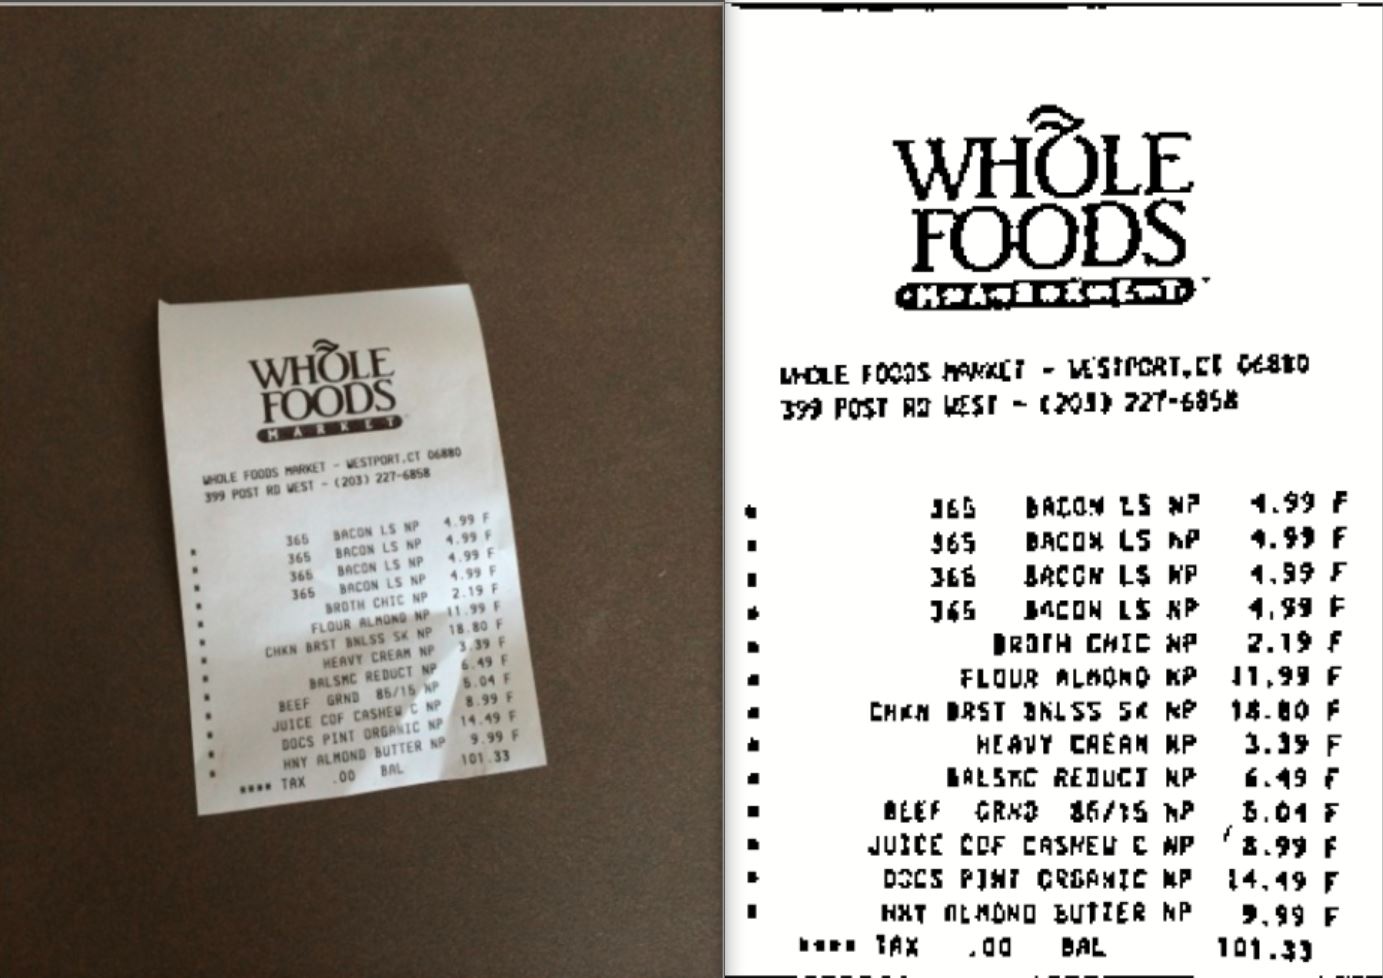 WHOLE
FOODS
MARKET
WHOLE FOODS MARKET - WESTPORT,CT 06880
399 POST RD WEST - (203) 227-6858
365 BACON LS NP 4.99 F
365 BACON LS NP 4.99 F
365 BACON LS NP 4.99 F
365 BACON LS NP 4.99 F
BROTH CHIC NP 2.19 F
FLOUR ALMOND NP 11.99 F
CHKN BRST BNLSS SK NP 18.80 F
HEAVY CREAM NP 3.39 F
BALSMC REDUCT NP 6.49 F
BEEF GRND 85/15 NP 5.04 F
JUICE COF CASHEW C NP 8.99 F
DOCS PINT ORGANIC NP 14.49 F
HNY ALMOND BUTTER NP 9.99 F
**** TAX .00 BAL 101.33
WHOLE
FOODS
MARKET
WHOLE FOODS MARKET - WESTPORT,CT 06880
399 POST RD WEST - (203) 227-6858
365 BACON LS NP 4.99 F
365 BACON LS NP 4.99 F
365 BACON LS NP 4.99 F
365 BACON LS NP 4.99 F
BROTH CHIC NP 2.19 F
FLOUR ALMOND NP 11.99 F
CHKN BRST BNLSS SK NP 18.80 F
HEAVY CREAM NP 3.39 F
BALSMC REDUCT NP 6.49 F
BEEF GRND 85/15 NP 5.04 F
JUICE COF CASHEW C NP 8.99 F
DOCS PINT ORGANIC NP 14.49 F
HNY ALMOND BUTTER NP 9.99 F
**** TAX .00 BAL 101.33